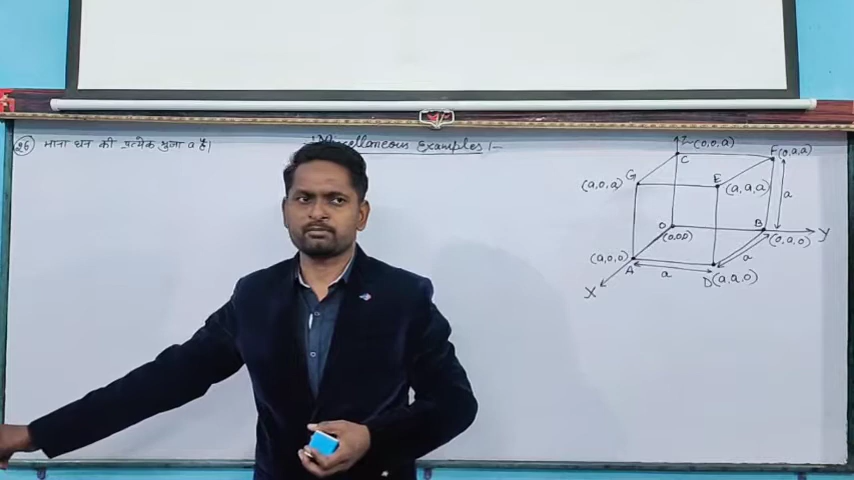 Miscellaneous Examples :-
26 माना घन की प्रत्येक भुजा a है।
Z
(0,0,a)
C
F(0,a,a)
G
E
(a,0,a)
(a,a,a)
a
O
B
Y
(0,0,0)
(0,a,0)
(a,0,0)
A
a
a
D(a,a,0)
X